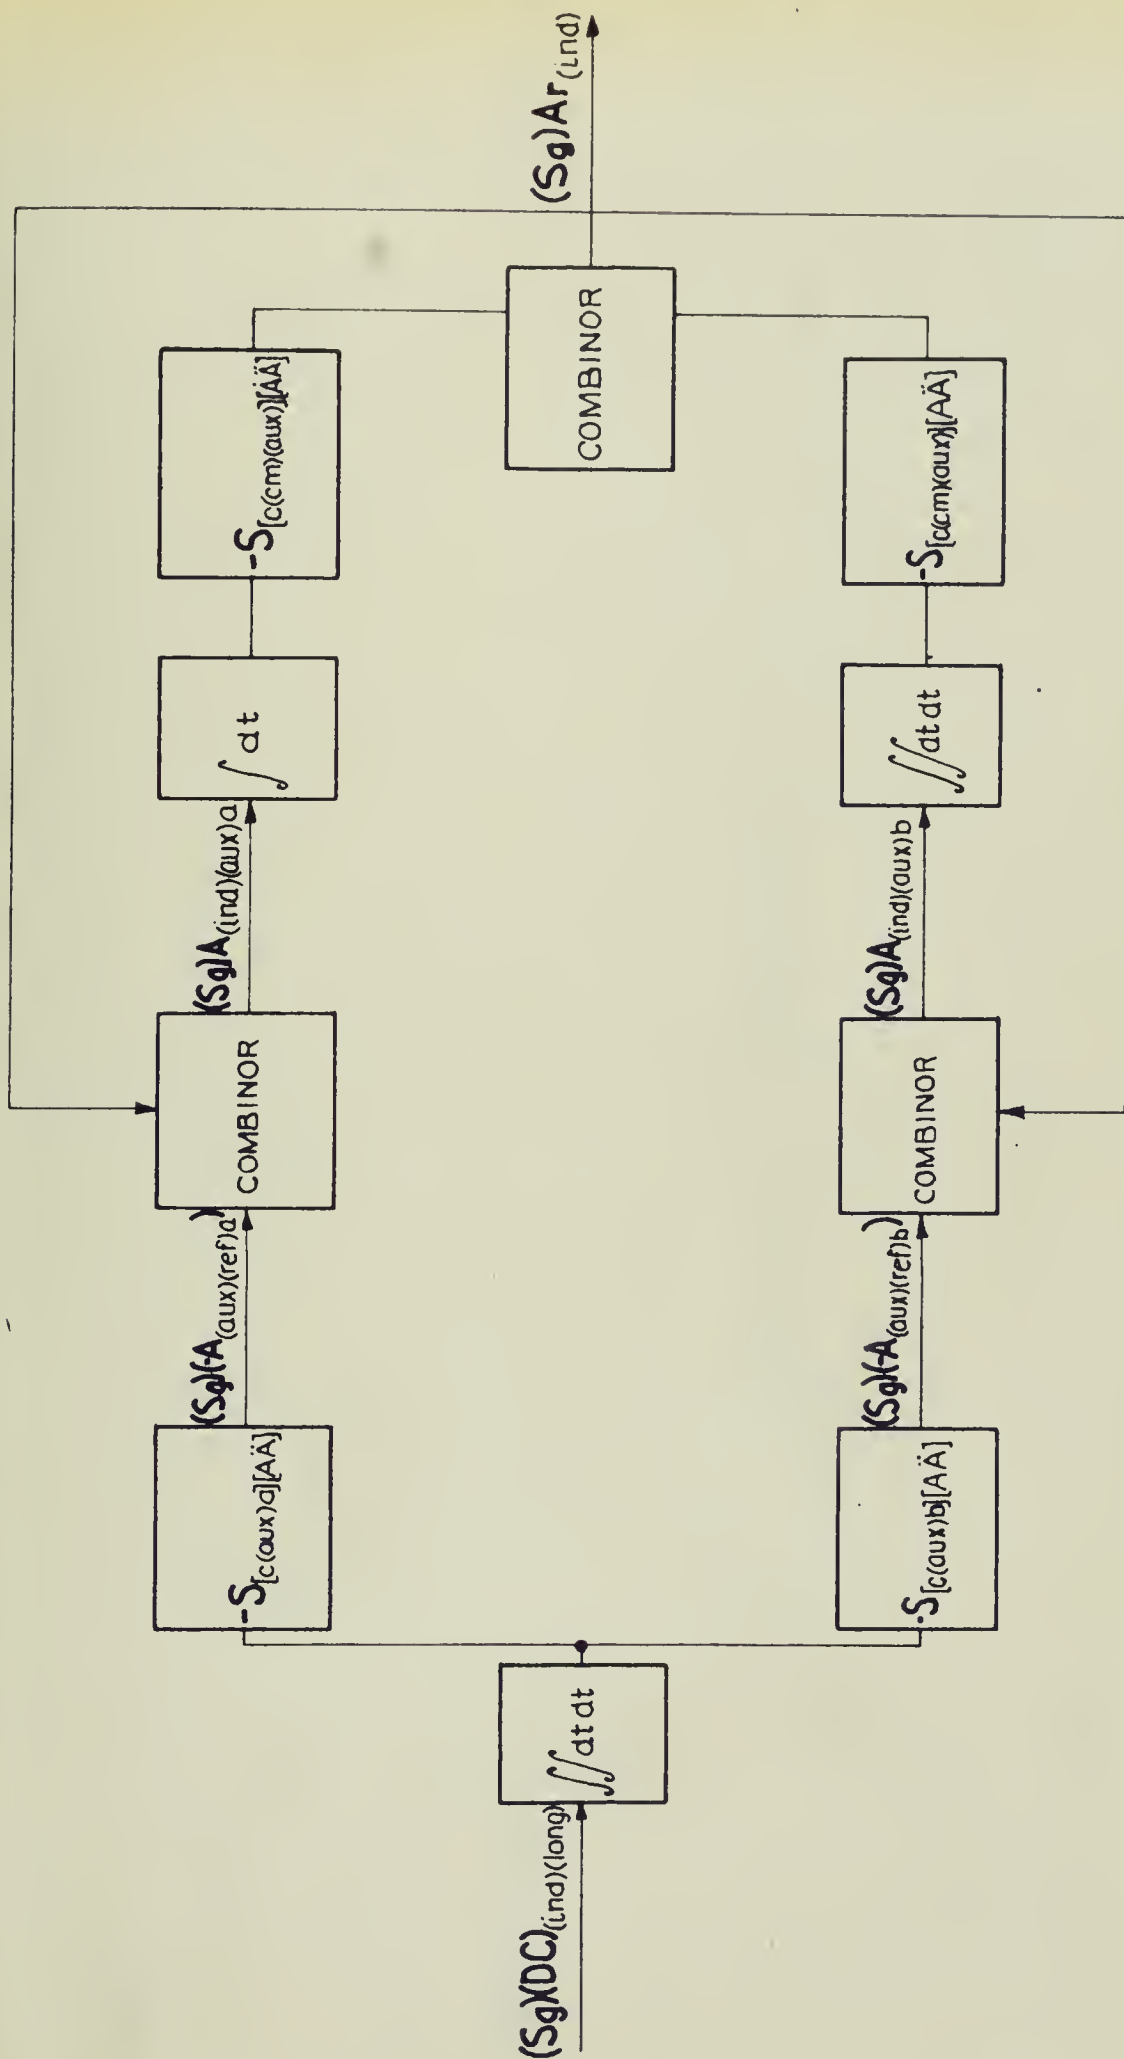 (Sg)(DC)(ind)(long)
∬dt dt
-S[c(aux)a][AÄ]
(Sg)(-A(aux)(ref)a)
COMBINOR
(Sg)A(ind)(aux)a
∫ dt
-S[c(cm)(aux)][ȦÄ]
-S[c(aux)b][AÄ]
(Sg)(-A(aux)(ref)b)
COMBINOR
(Sg)A(ind)(aux)b
∬dt dt
-S[c(cm)(aux)][AÄ]
COMBINOR
(Sg)Ar(ind)